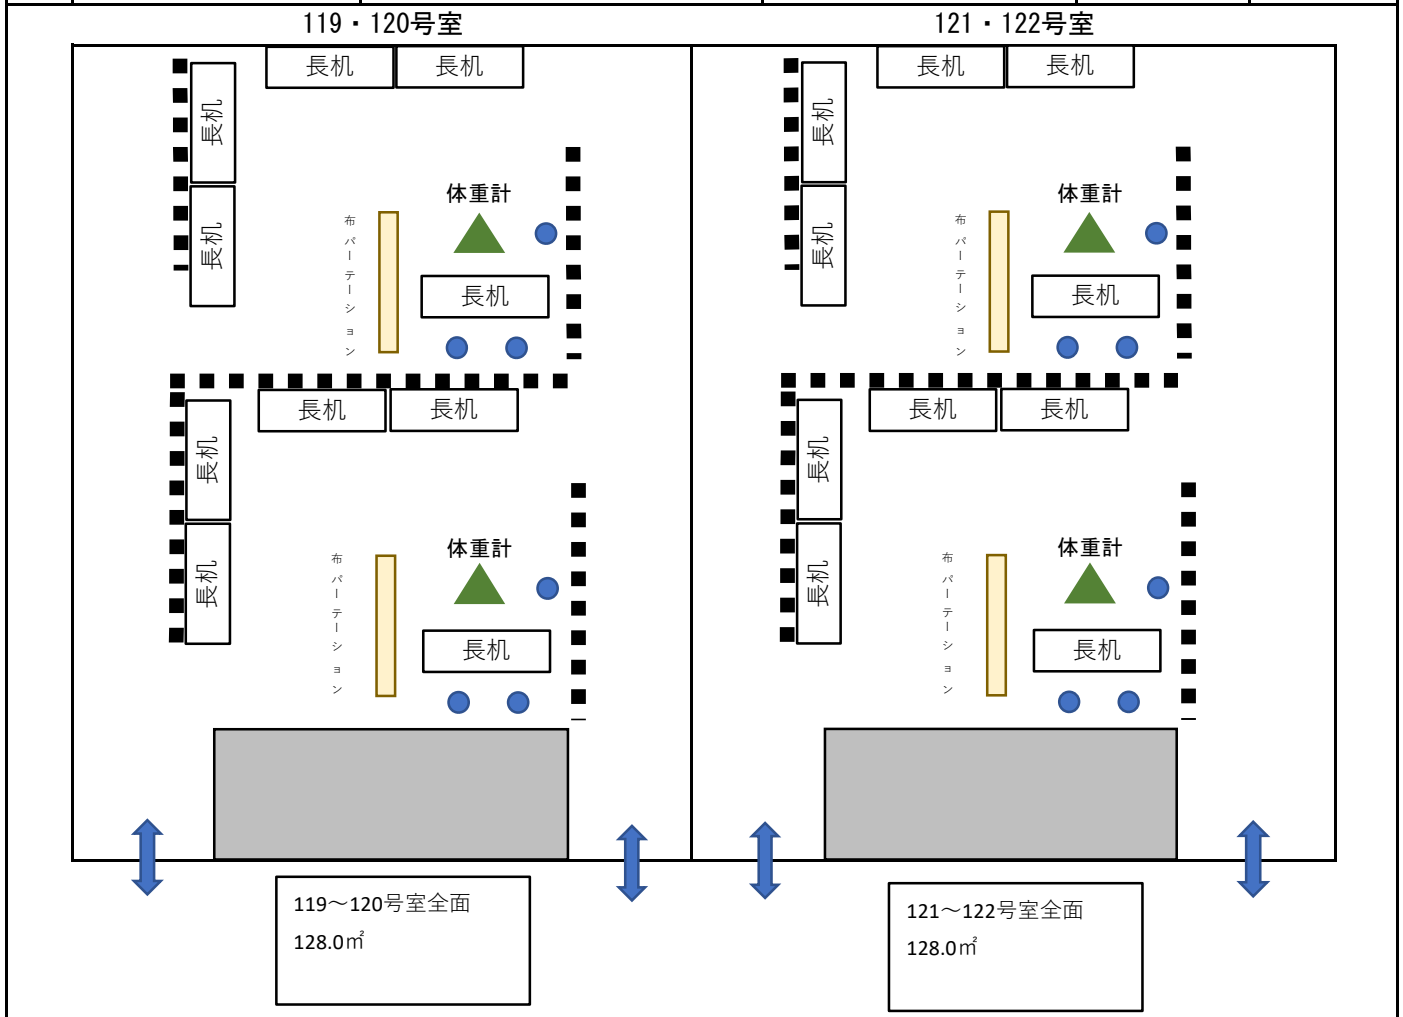 119・120号室
121・122号室
長机
長机
長机
長机
長机
長机
長机
長机
体重計
体重計
布パーテーション
布パーテーション
長机
長机
長机
長机
長机
長机
長机
長机
長机
長机
体重計
体重計
布パーテーション
布パーテーション
長机
長机
119～120号室全面
128.0㎡
121～122号室全面
128.0㎡